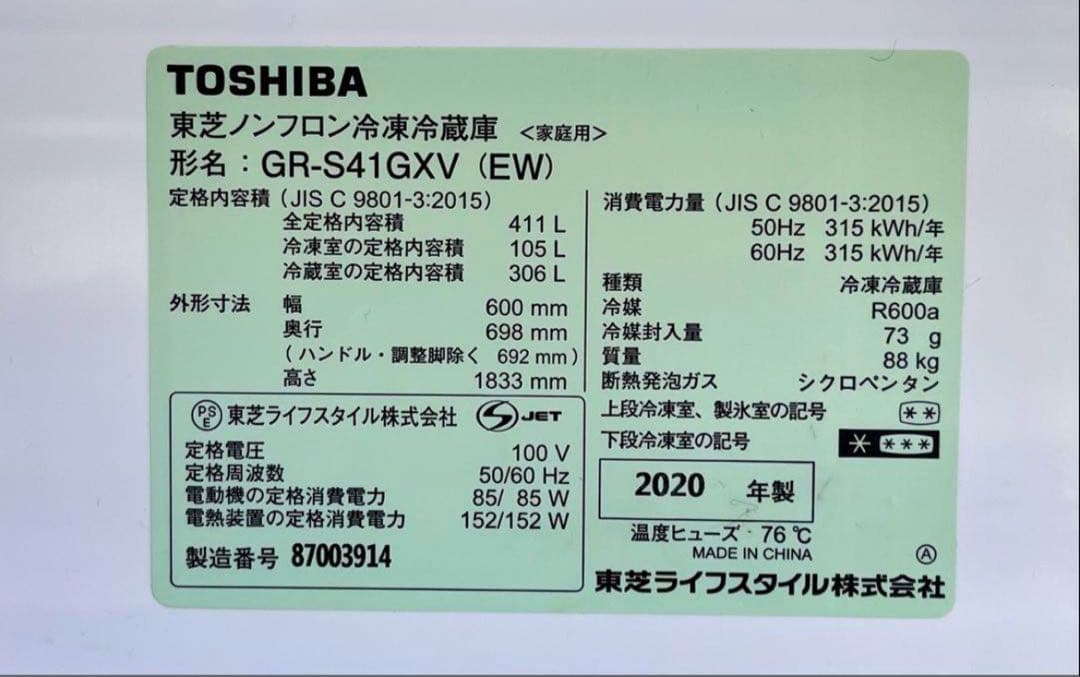 TOSHIBA
東芝ノンフロン冷凍冷蔵庫 <家庭用>
形名：GR-S41GXV (EW)
定格内容積 (JIS C 9801-3:2015)
全定格内容積 411 L
冷凍室の定格内容積 105 L
冷蔵室の定格内容積 306 L
外形寸法 幅 600 mm
奥行 698 mm
(ハンドル・調整脚除く 692 mm)
高さ 1833 mm
PSE 東芝ライフスタイル株式会社 S JET
定格電圧 100 V
定格周波数 50/60 Hz
電動機の定格消費電力 85/ 85 W
電熱装置の定格消費電力 152/152 W
製造番号 87003914
消費電力量 (JIS C 9801-3:2015)
50Hz 315 kWh/年
60Hz 315 kWh/年
種類 冷凍冷蔵庫
冷媒 R600a
冷媒封入量 73 g
質量 88 kg
断熱発泡ガス シクロペンタン
上段冷凍室、製氷室の記号 **
下段冷凍室の記号 * ***
2020 年製
温度ヒューズ 76 ℃
MADE IN CHINA Ⓐ
東芝ライフスタイル株式会社